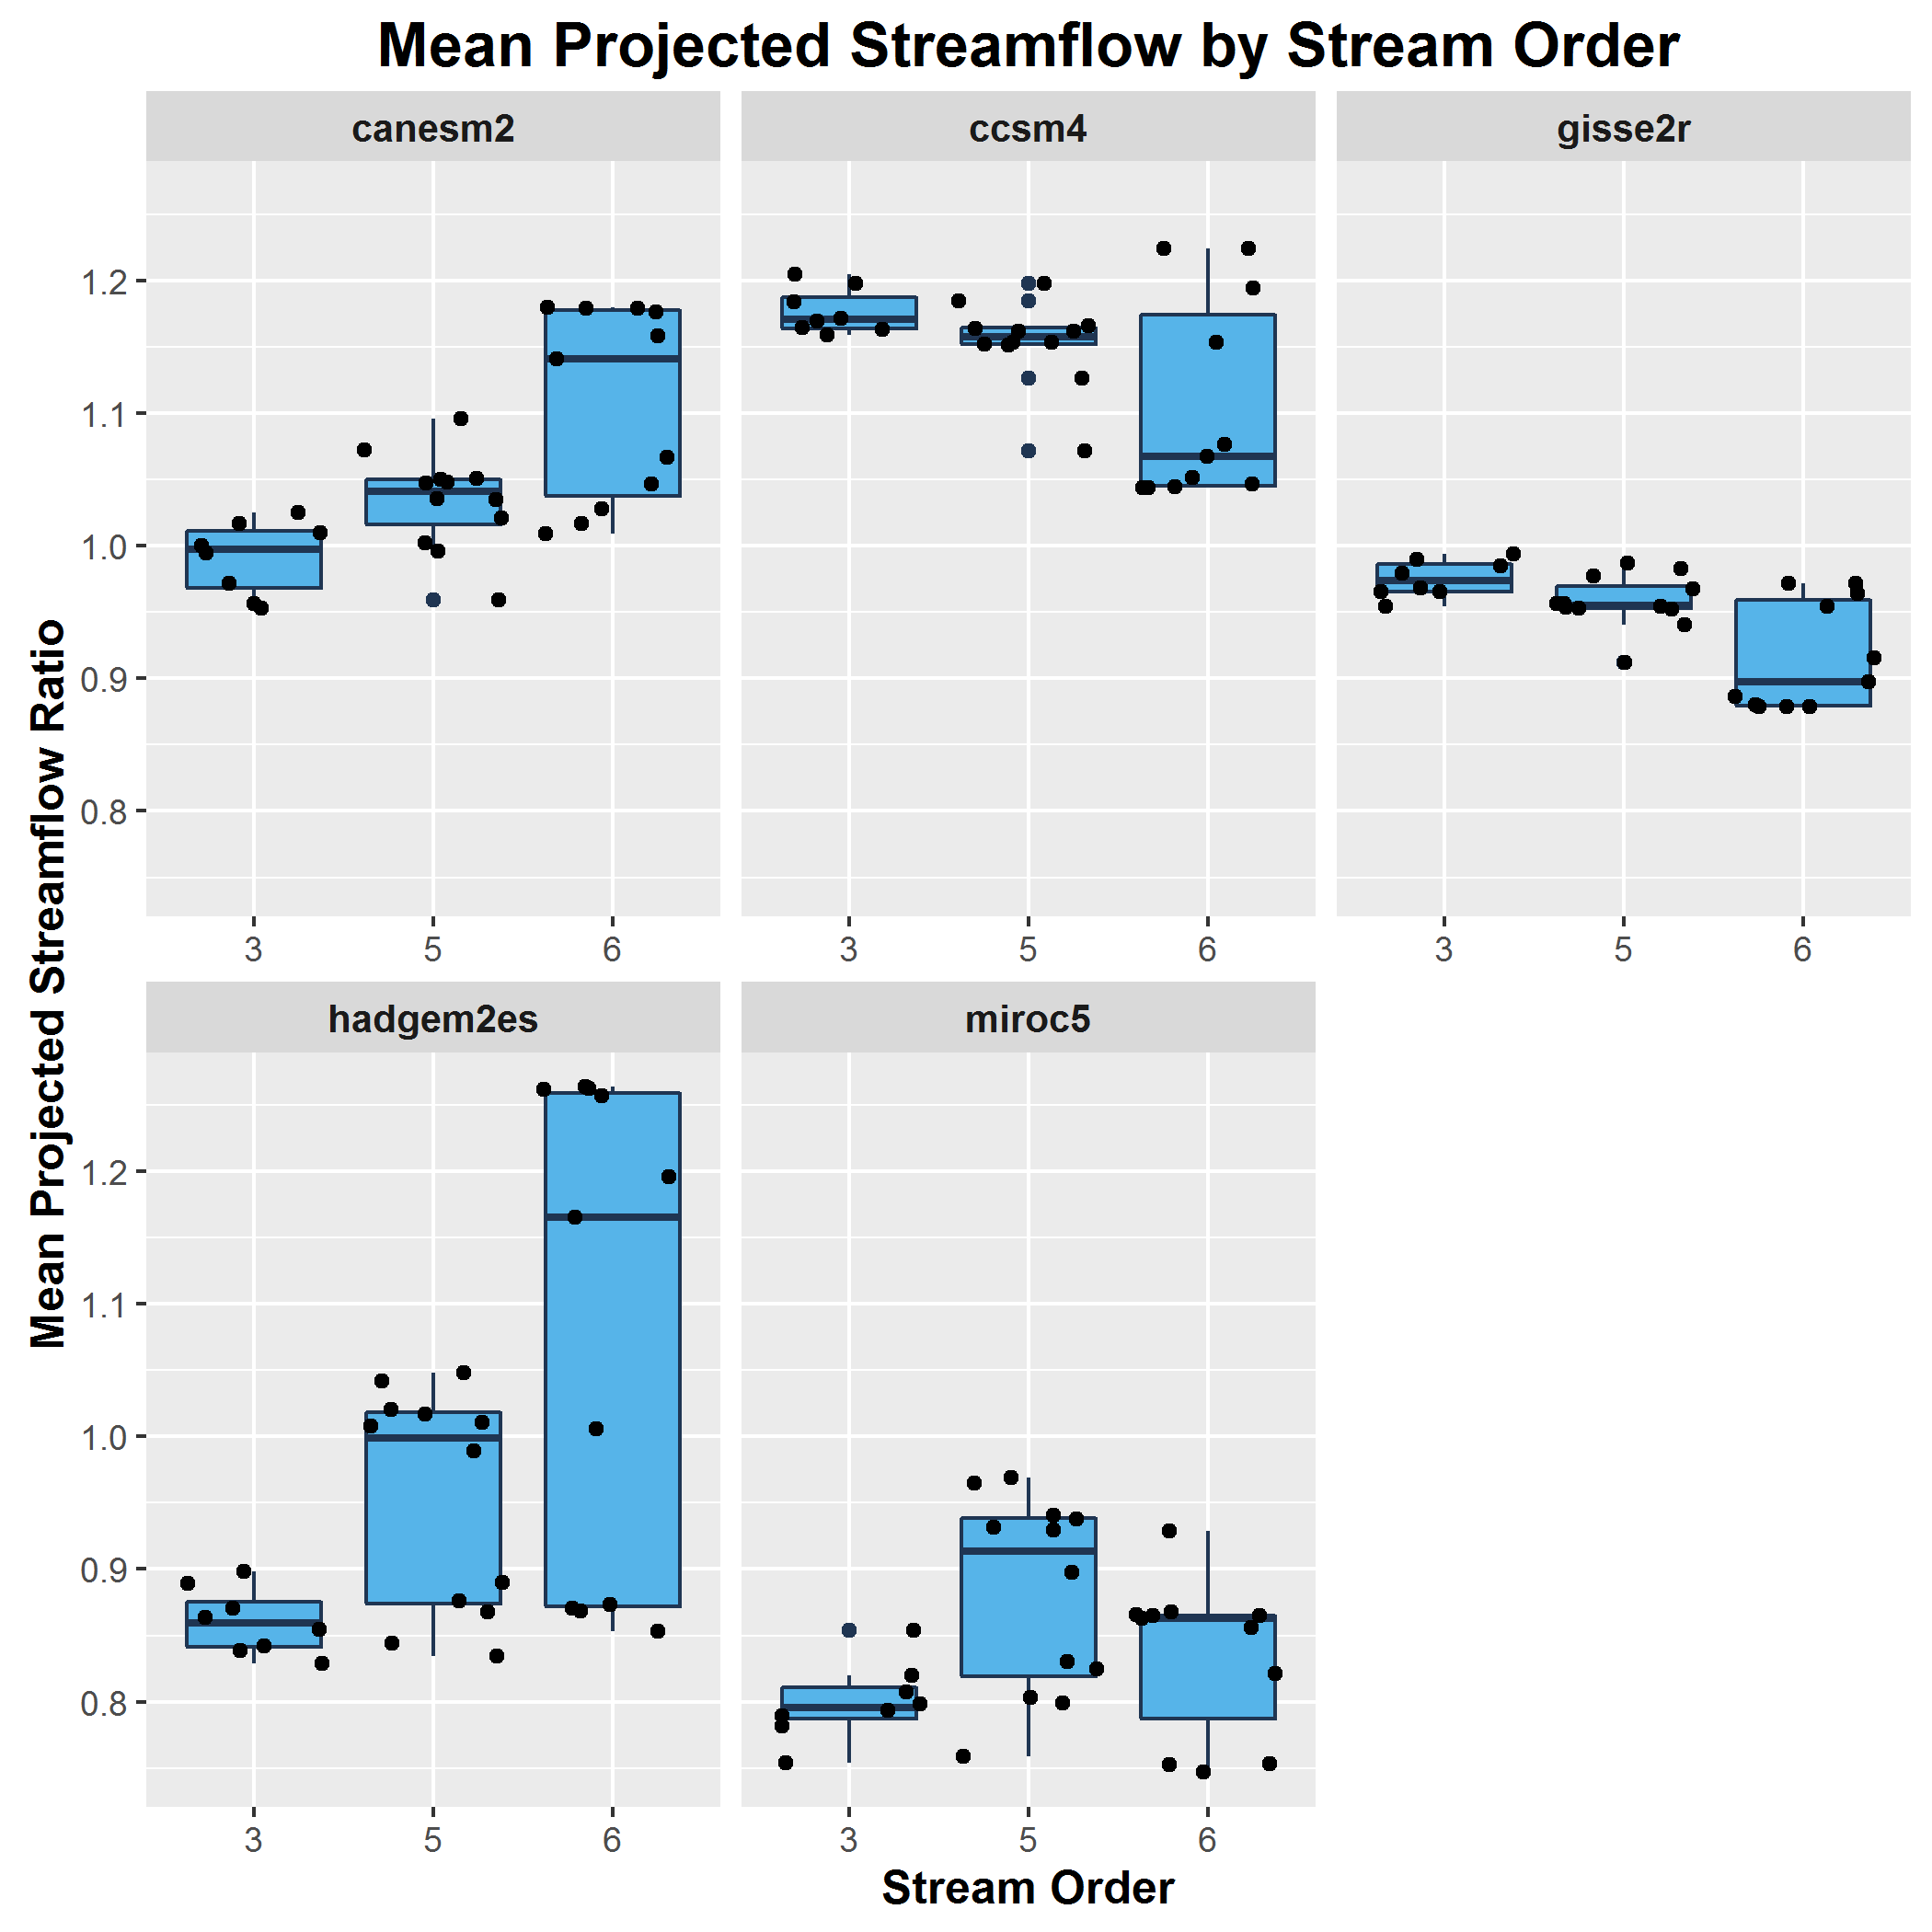 Mean Projected Streamflow by Stream Order
canesm2
ccsm4
gisse2r
Mean Projected Streamflow Ratio
1.2
1.1
1.0
0.9
0.8
3 5 6
3 5 6
3 5 6
hadgem2es
miroc5
1.2
1.1
1.0
0.9
0.8
3 5 6
3 5 6
Stream Order